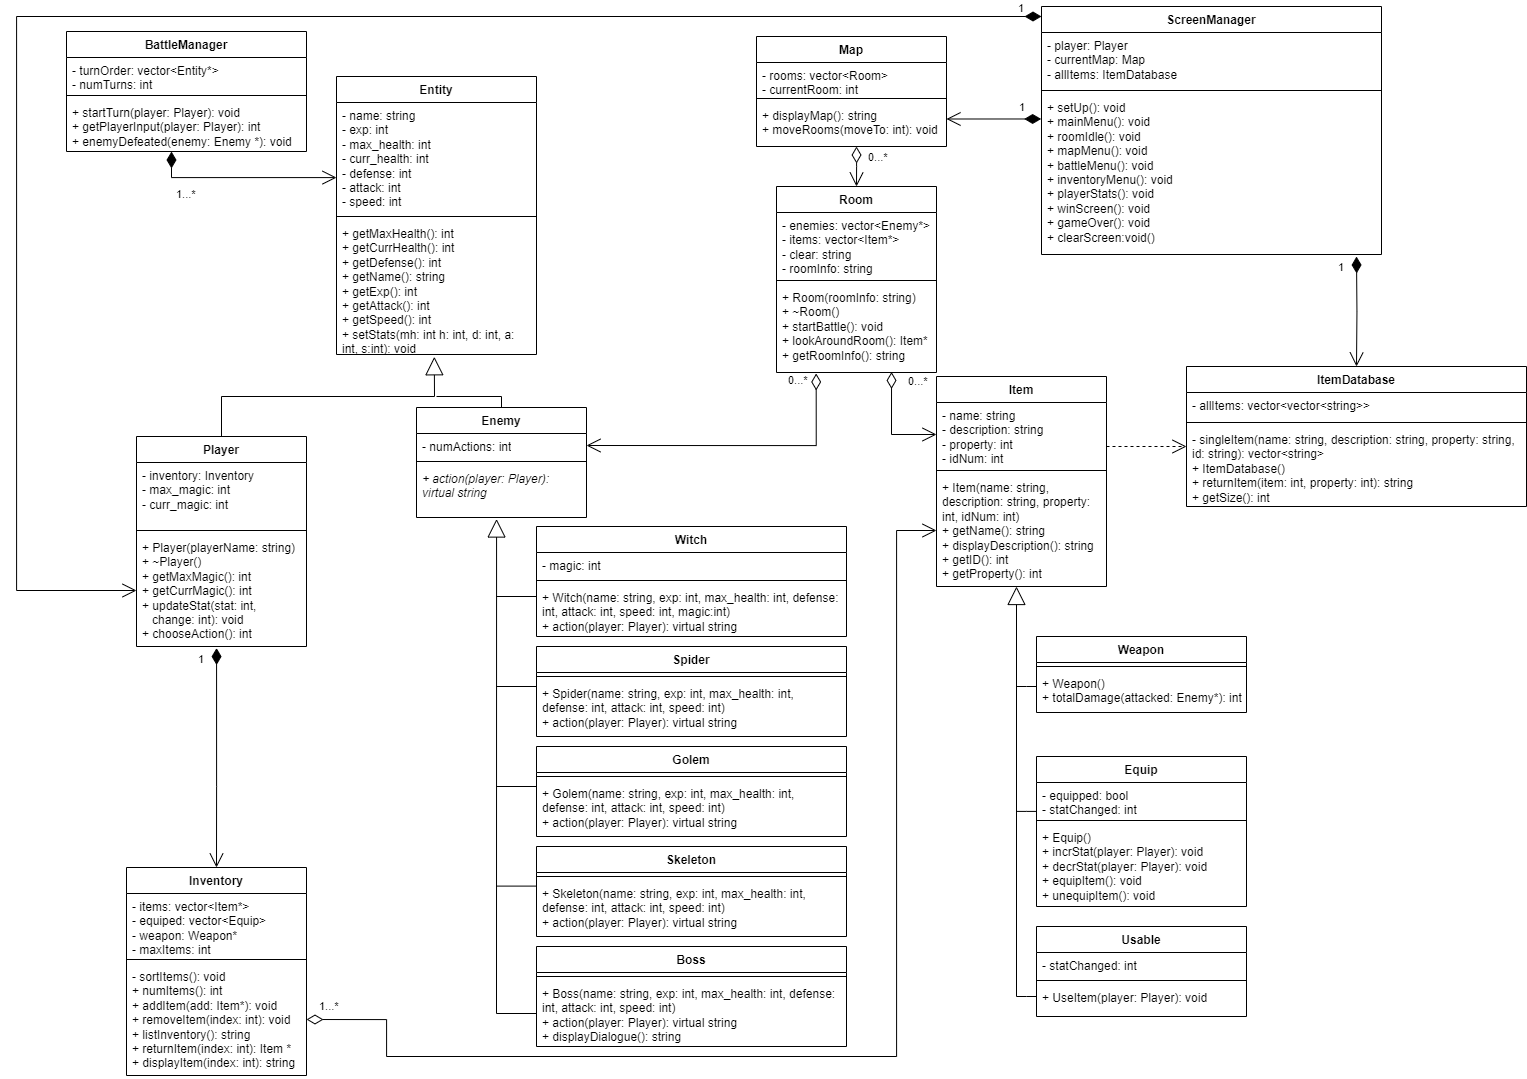 1
ScreenManager
- player: Player
- currentMap: Map
- allItems: ItemDatabase
+ setUp(): void
+ mainMenu(): void
+ roomIdle(): void
+ mapMenu(): void
+ battleMenu(): void
+ inventoryMenu(): void
+ playerStats(): void
+ winScreen(): void
+ gameOver(): void
+ clearScreen:void()
1
1
BattleManager
- turnOrder: vector<Entity*>
- numTurns: int
+ startTurn(player: Player): void
+ getPlayerInput(player: Player): int
+ enemyDefeated(enemy: Enemy *): void
1...*
Entity
- name: string
- exp: int
- max_health: int
- curr_health: int
- defense: int
- attack: int
- speed: int
+ getMaxHealth(): int
+ getCurrHealth(): int
+ getDefense(): int
+ getName(): string
+ getExp(): int
+ getAttack(): int
+ getSpeed(): int
+ setStats(mh: int h: int, d: int, a:
int, s:int): void
Map
- rooms: vector<Room>
- currentRoom: int
+ displayMap(): string
+ moveRooms(moveTo: int): void
0...*
Room
- enemies: vector<Enemy*>
- items: vector<Item*>
- clear: string
- roomInfo: string
+ Room(roomInfo: string)
+ ~Room()
+ startBattle(): void
+ lookAroundRoom(): Item*
+ getRoomInfo(): string
0...*
0...*
Item
- name: string
- description: string
- property: int
- idNum: int
+ Item(name: string,
description: string, property:
int, idNum: int)
+ getName(): string
+ displayDescription(): string
+ getID(): int
+ getProperty(): int
ItemDatabase
- allItems: vector<vector<string>>
- singleItem(name: string, description: string, property: string,
id: string): vector<string>
+ ItemDatabase()
+ returnItem(item: int, property: int): string
+ getSize(): int
Player
- inventory: Inventory
- max_magic: int
- curr_magic: int
+ Player(playerName: string)
+ ~Player()
+ getMaxMagic(): int
+ getCurrMagic(): int
+ updateStat(stat: int,
change: int): void
+ chooseAction(): int
1
Enemy
- numActions: int
+ action(player: Player):
virtual string
Witch
- magic: int
+ Witch(name: string, exp: int, max_health: int, defense:
int, attack: int, speed: int, magic:int)
+ action(player: Player): virtual string
Spider
+ Spider(name: string, exp: int, max_health: int,
defense: int, attack: int, speed: int)
+ action(player: Player): virtual string
Golem
+ Golem(name: string, exp: int, max_health: int,
defense: int, attack: int, speed: int)
+ action(player: Player): virtual string
Skeleton
+ Skeleton(name: string, exp: int, max_health: int,
defense: int, attack: int, speed: int)
+ action(player: Player): virtual string
Boss
+ Boss(name: string, exp: int, max_health: int, defense:
int, attack: int, speed: int)
+ action(player: Player): virtual string
+ displayDialogue(): string
Weapon
+ Weapon()
+ totalDamage(attacked: Enemy*): int
Equip
- equipped: bool
- statChanged: int
+ Equip()
+ incrStat(player: Player): void
+ decrStat(player: Player): void
+ equipItem(): void
+ unequipItem(): void
Usable
- statChanged: int
+ UseItem(player: Player): void
Inventory
- items: vector<Item*>
- equiped: vector<Equip>
- weapon: Weapon*
- maxItems: int
- sortItems(): void
+ numItems(): int
+ addItem(add: Item*): void
+ removeItem(index: int): void
+ listInventory(): string
+ returnItem(index: int): Item *
+ displayItem(index: int): string
1...*